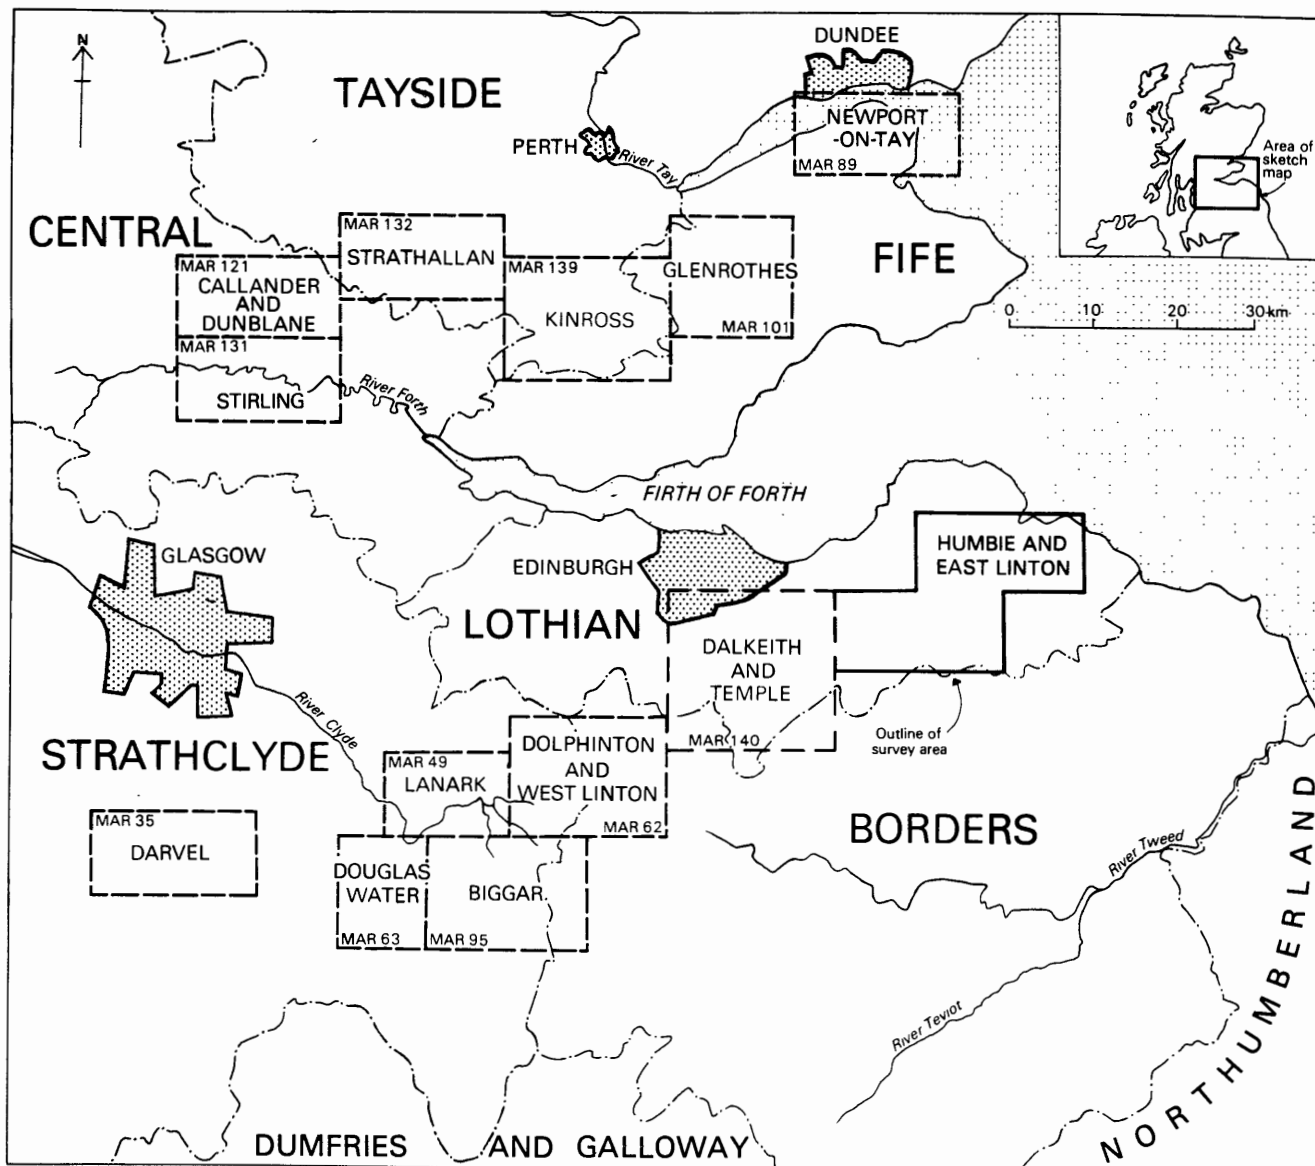 N
DUNDEE
TAYSIDE
NEWPORT
-ON-TAY
MAR 89
PERTH
River Tay
Area of
sketch
map
CENTRAL
MAR 132
STRATHALLAN
MAR 121
CALLANDER
AND
DUNBLANE
MAR 139
KINROSS
GLENROTHES
MAR 101
FIFE
0 10 20 30 km
MAR 131
STIRLING
River Forth
FIRTH OF FORTH
GLASGOW
EDINBURGH
HUMBIE AND
EAST LINTON
LOTHIAN
DALKEITH
AND
TEMPLE
MAR 140
Outline of
survey area
River Clyde
STRATHCLYDE
MAR 49
LANARK
DOLPHINTON
AND
WEST LINTON
MAR 62
MAR 35
DARVEL
DOUGLAS
WATER
MAR 63
BIGGAR
MAR 95
BORDERS
River Tweed
River Teviot
NORTHUMBERLAND
DUMFRIES AND GALLOWAY